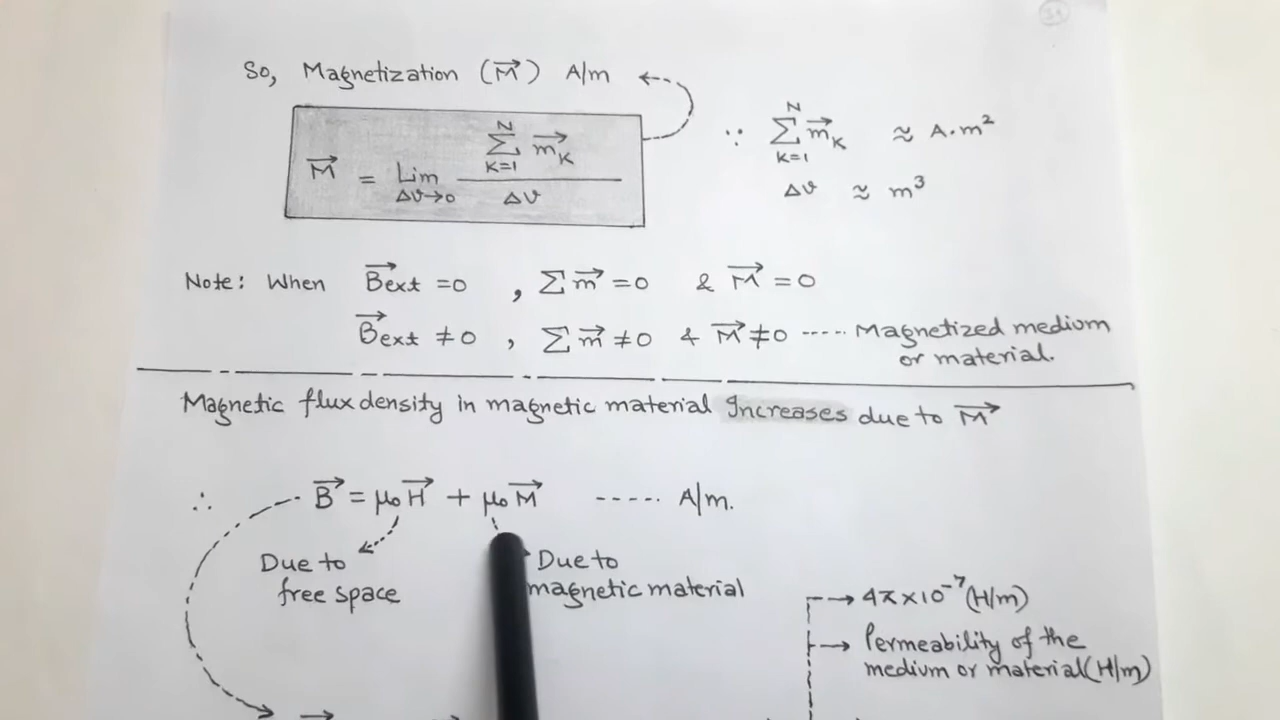 31
So, Magnetization (M⃗) A/m
M⃗ = Lim Δv→0 Σ_{K=1}^{N} m⃗_K / Δv
∵ Σ_{K=1}^{N} m⃗_K ≈ A·m²
Δv ≈ m³
Note: When B⃗ext = 0 , Σm⃗ = 0 & M⃗ = 0
B⃗ext ≠ 0 , Σm⃗ ≠ 0 & M⃗ ≠ 0 ----- Magnetized medium
or material.
Magnetic flux density in magnetic material Increases due to M⃗
∴ B⃗ = μ₀H⃗ + μ₀M⃗ ----- A/m.
Due to
free space
Due to
magnetic material
→ 4π×10⁻⁷ (H/m)
→ Permeability of the
medium or material (H/m)